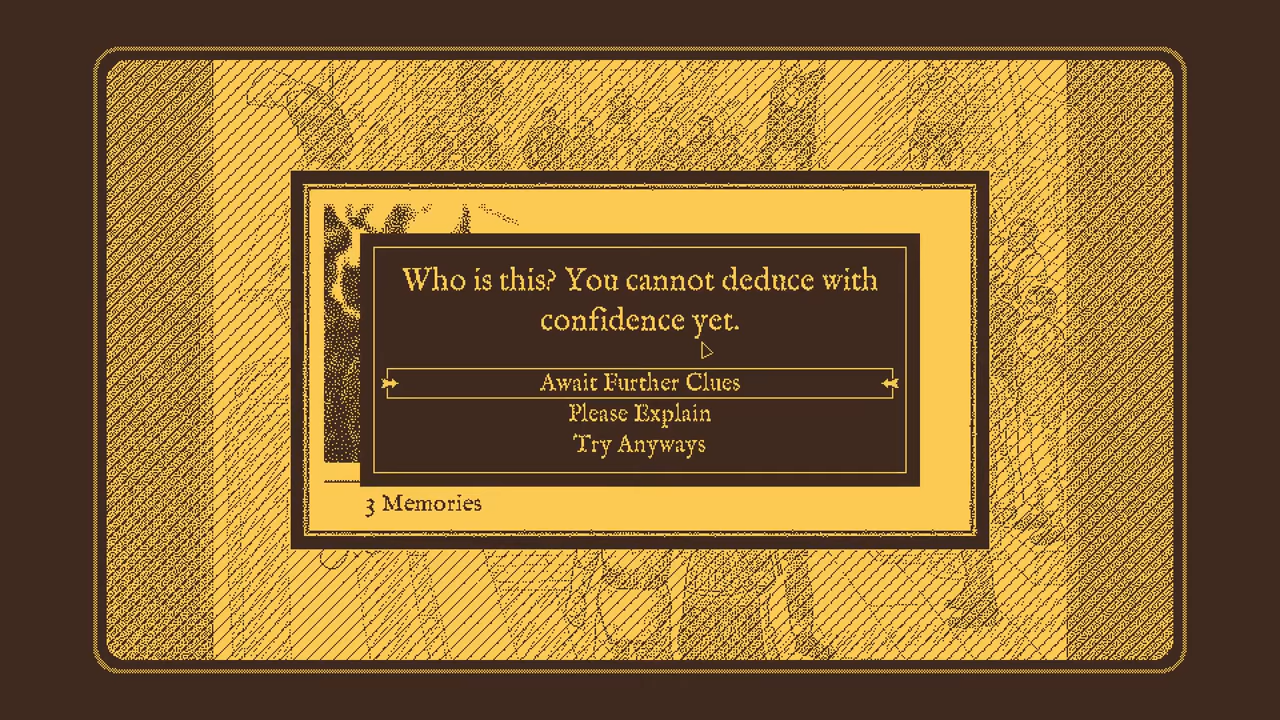 Who is this? You cannot deduce with
confidence yet.
Await Further Clues
Please Explain
Try Anyways
3 Memories